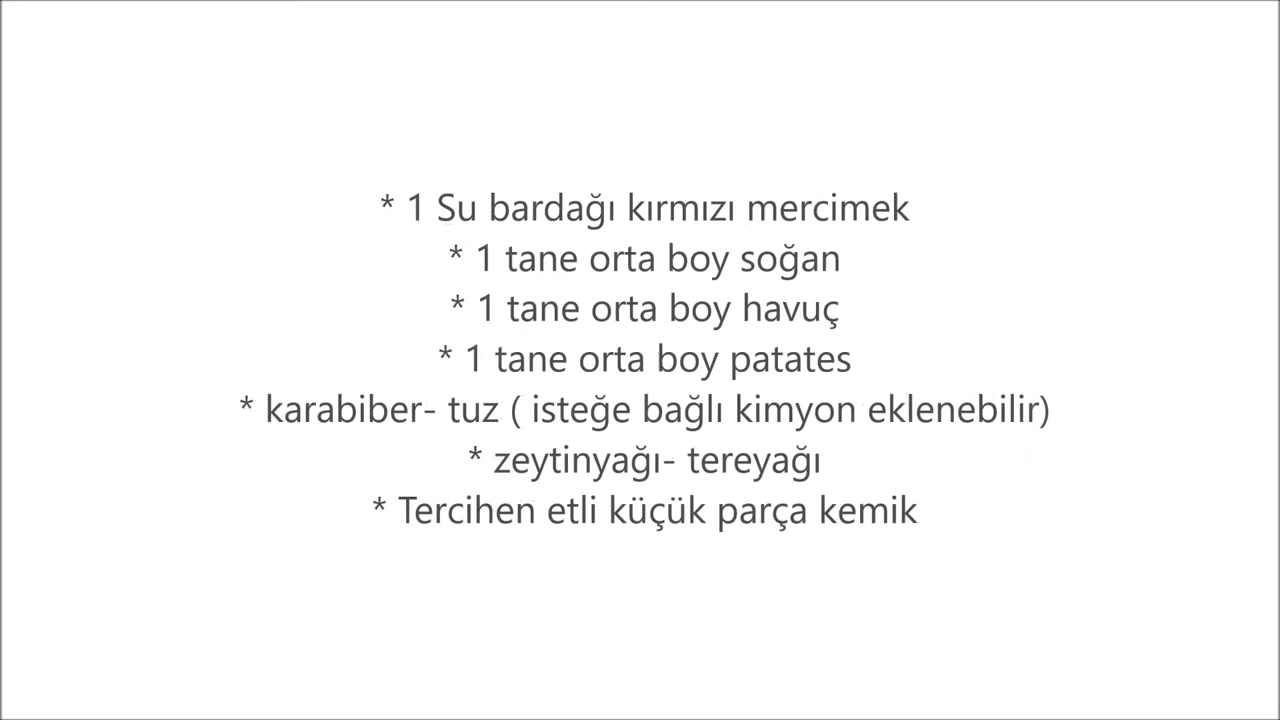 * 1 Su bardağı kırmızı mercimek
* 1 tane orta boy soğan
* 1 tane orta boy havuç
* 1 tane orta boy patates
* karabiber- tuz ( isteğe bağlı kimyon eklenebilir)
* zeytinyağı- tereyağı
* Tercihen etli küçük parça kemik